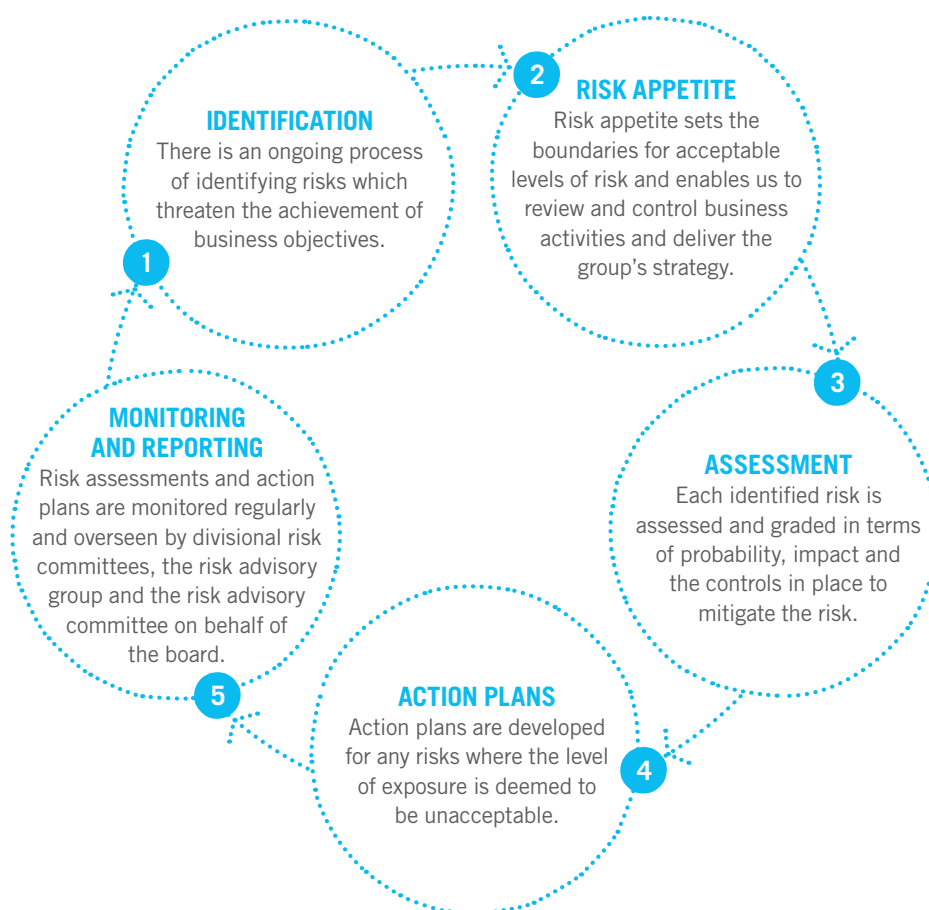 1
IDENTIFICATION
There is an ongoing process
of identifying risks which
threaten the achievement of
business objectives.
2
RISK APPETITE
Risk appetite sets the
boundaries for acceptable
levels of risk and enables us to
review and control business
activities and deliver the
group’s strategy.
3
ASSESSMENT
Each identified risk is
assessed and graded in terms
of probability, impact and
the controls in place to
mitigate the risk.
4
ACTION PLANS
Action plans are developed
for any risks where the level
of exposure is deemed to
be unacceptable.
5
MONITORING
AND REPORTING
Risk assessments and action
plans are monitored regularly
and overseen by divisional risk
committees, the risk advisory
group and the risk advisory
committee on behalf of
the board.